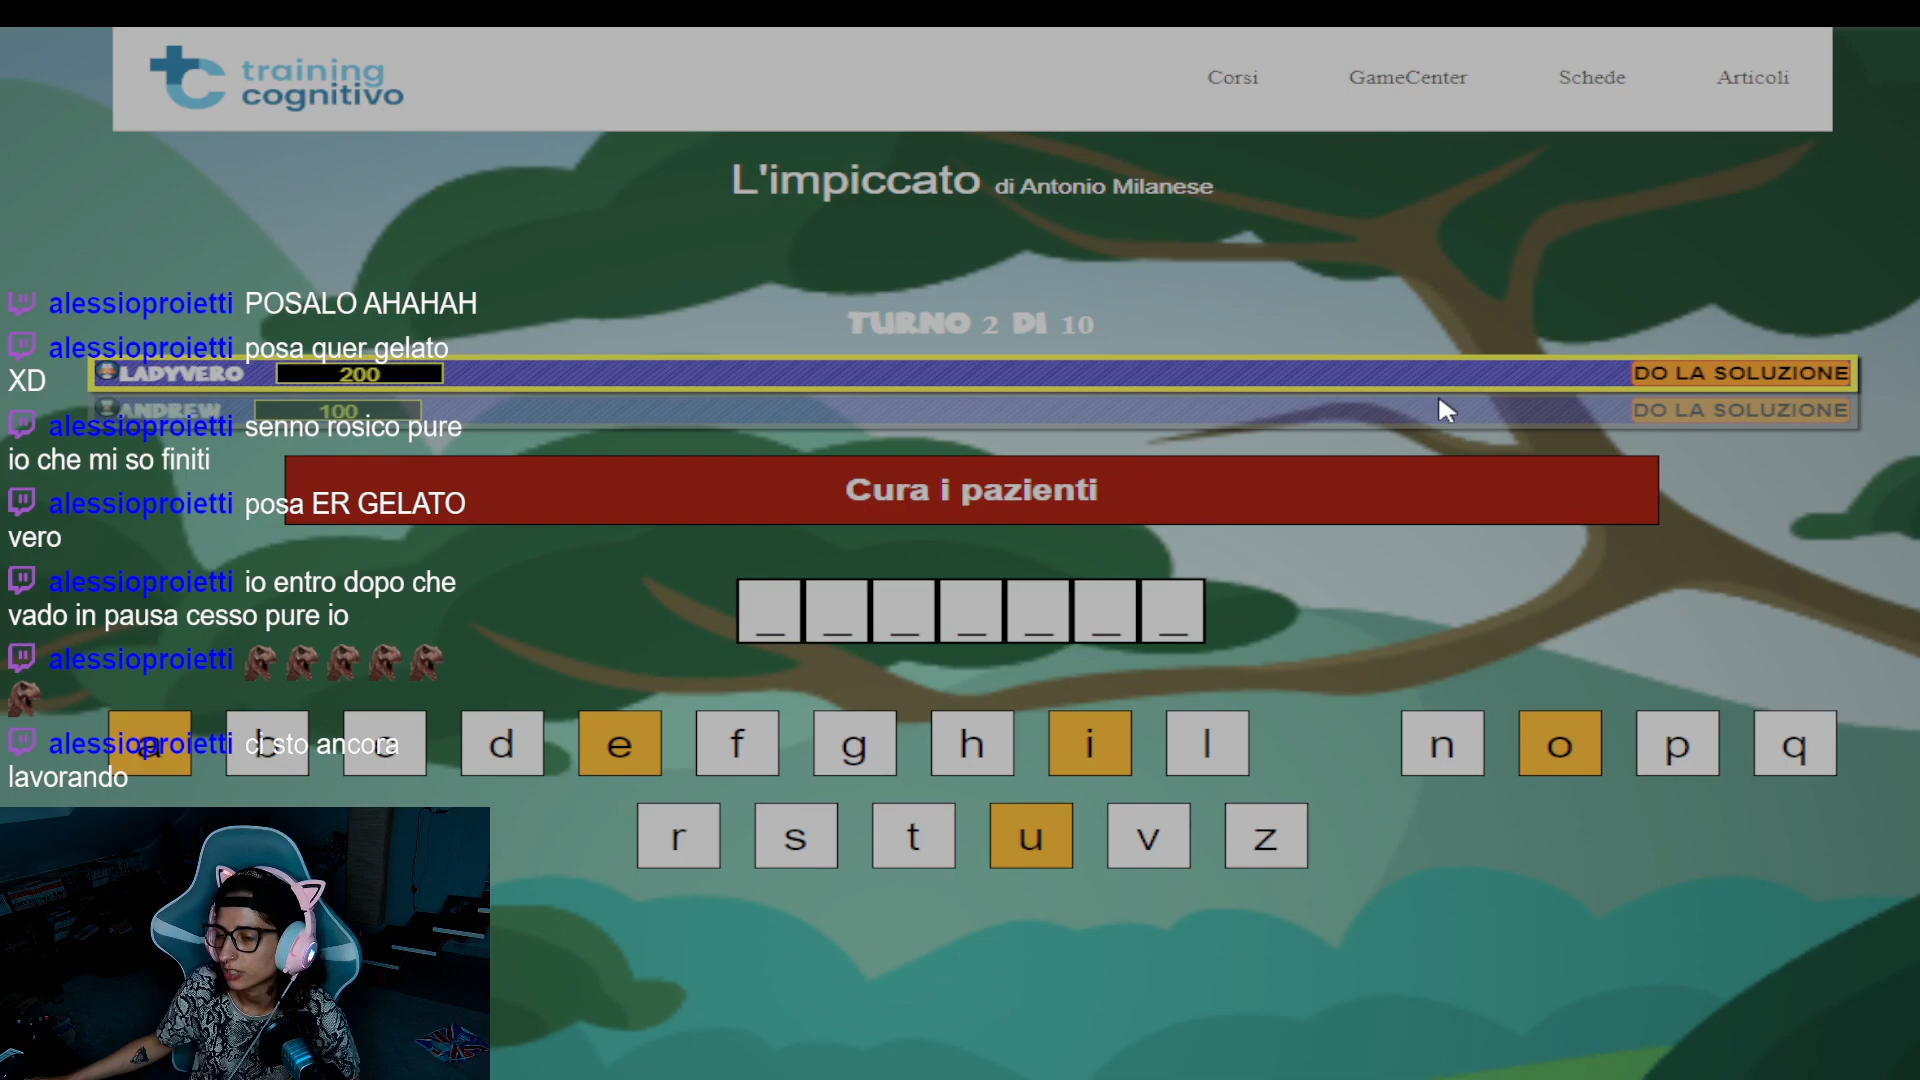 training
cognitivo
Corsi GameCenter Schede Articoli
L'impiccato di Antonio Milanese
TURNO 2 DI 10
LADYVERO 200 DO LA SOLUZIONE
ANDREW 100 DO LA SOLUZIONE
Cura i pazienti
_ _ _ _ _ _ _
a b c d e f g h i l n o p q
r s t u v z
alessioproietti POSALO AHAHAH
alessioproietti posa quer gelato
XD
alessioproietti senno rosico pure
io che mi so finiti
alessioproietti posa ER GELATO
vero
alessioproietti io entro dopo che
vado in pausa cesso pure io
alessioproietti
alessioproietti ci sto ancora
lavorando